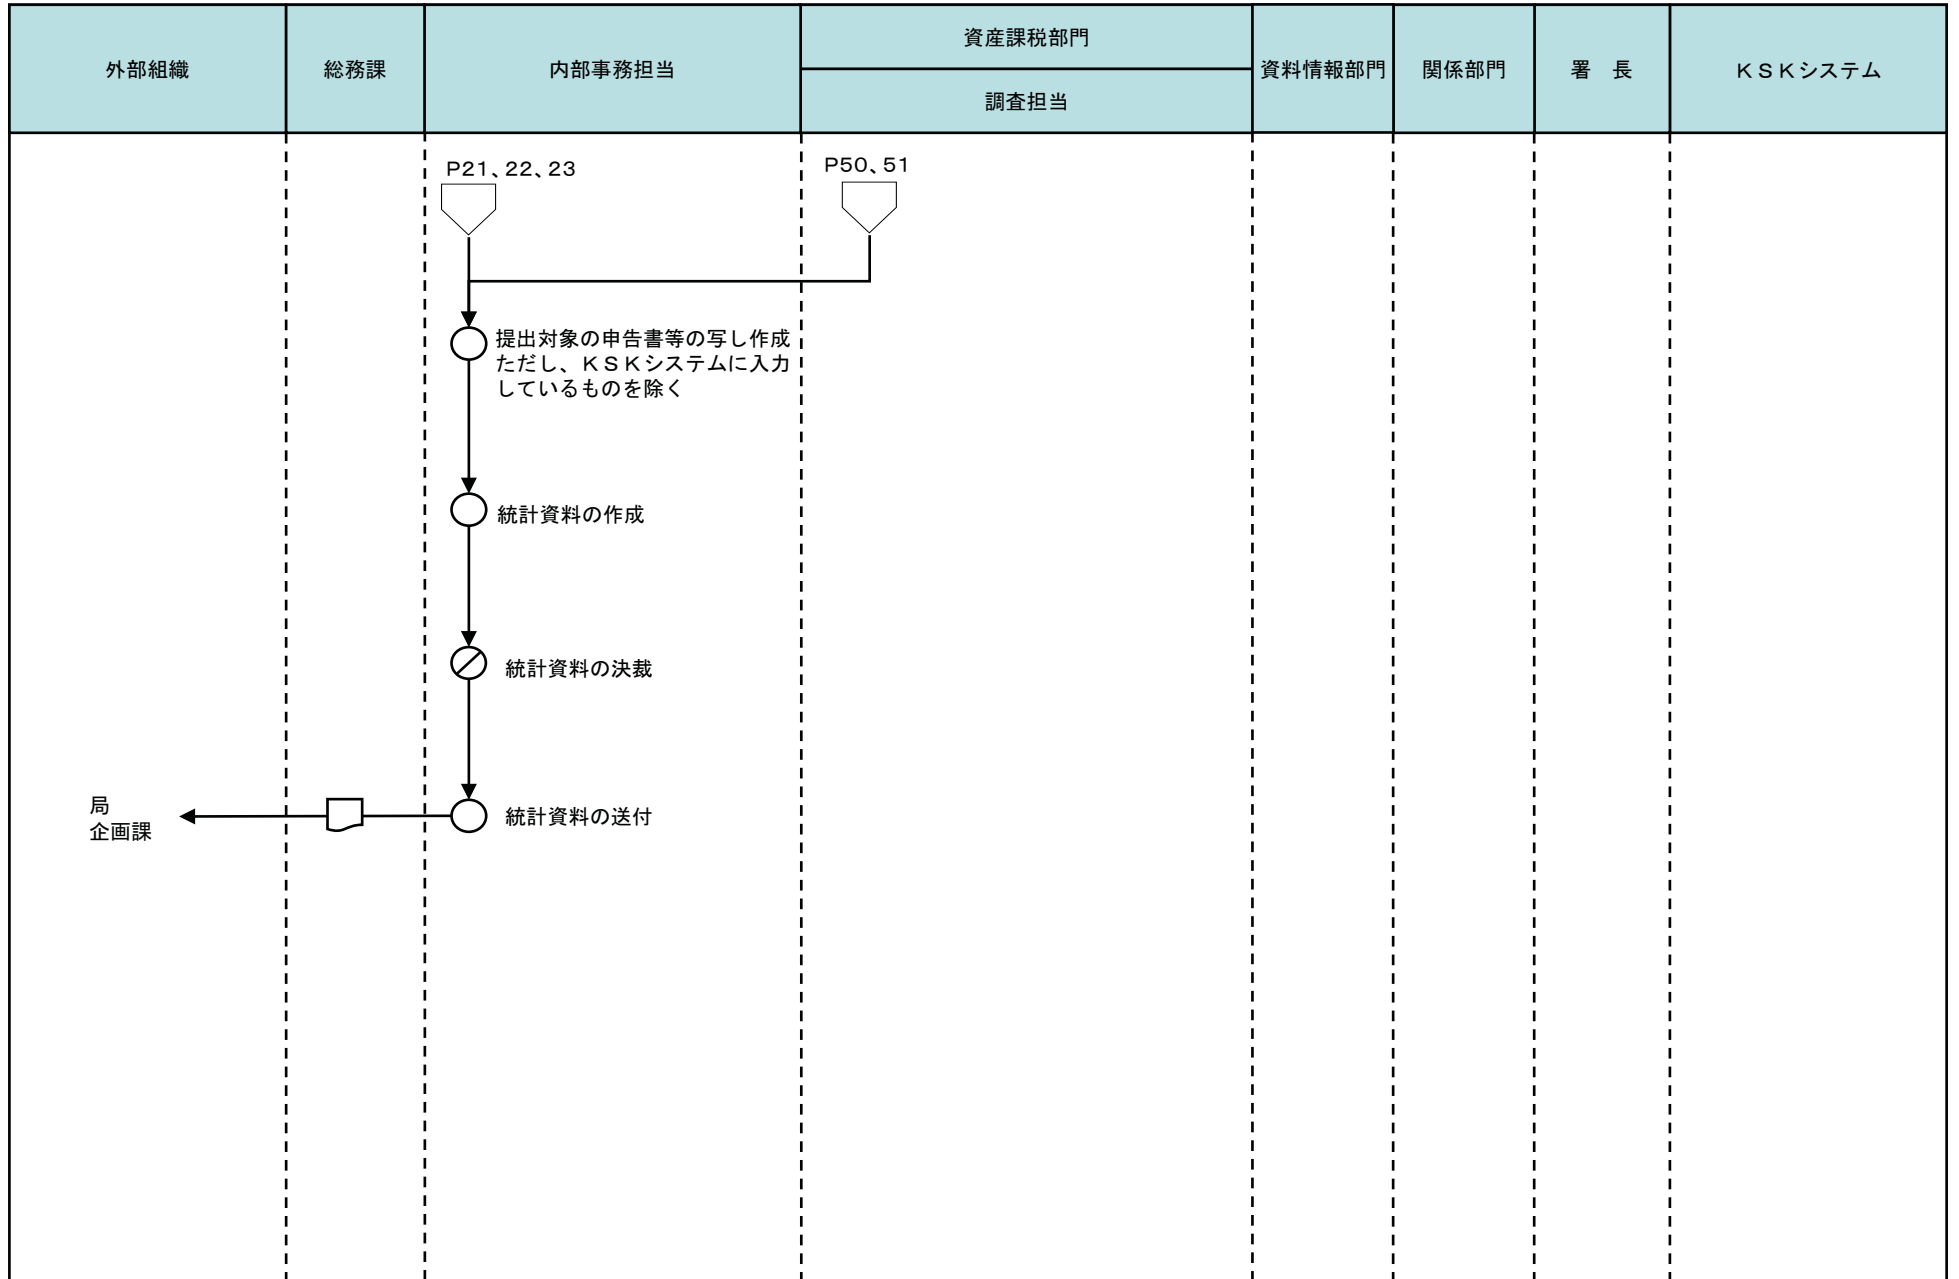 外部組織
総務課
内部事務担当
資産課税部門
調査担当
資料情報部門
関係部門
署　長
ＫＳＫシステム
P21、22、23
P50、51
提出対象の申告書等の写し作成
ただし、ＫＳＫシステムに入力
しているものを除く
統計資料の作成
統計資料の決裁
統計資料の送付
局
企画課